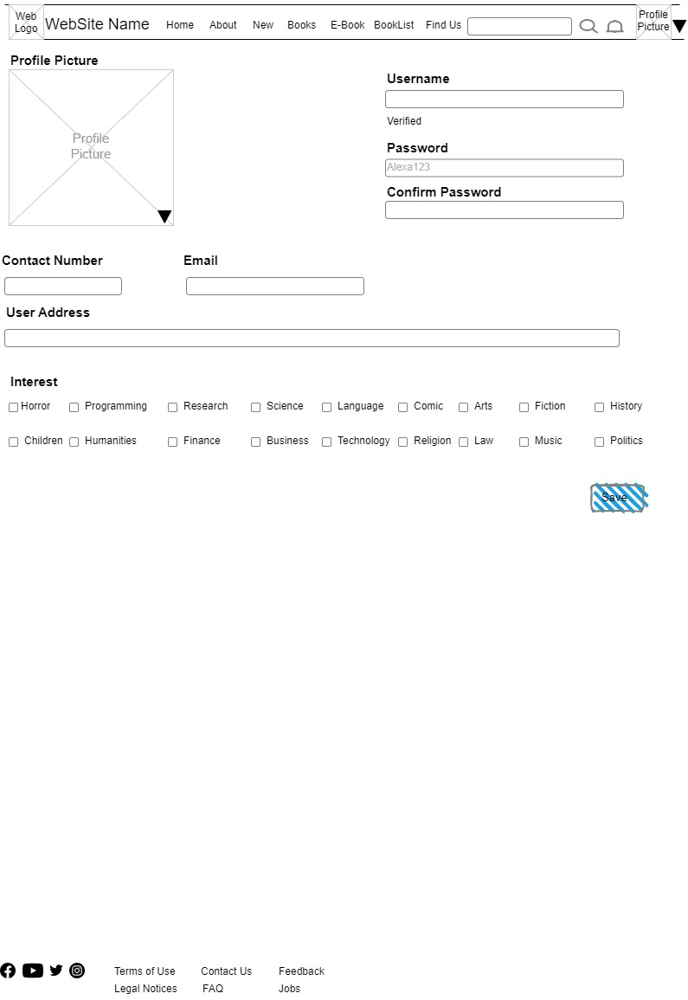 Web
Logo
WebSite Name Home About New Books E-Book BookList Find Us
Profile
Picture
Profile Picture
Profile
Picture
Username
Verified
Password
Alexa123
Confirm Password
Contact Number Email
User Address
Interest
Horror Programming Research Science Language Comic Arts Fiction History
Children Humanities Finance Business Technology Religion Law Music Politics
Save
Terms of Use Contact Us Feedback
Legal Notices FAQ Jobs